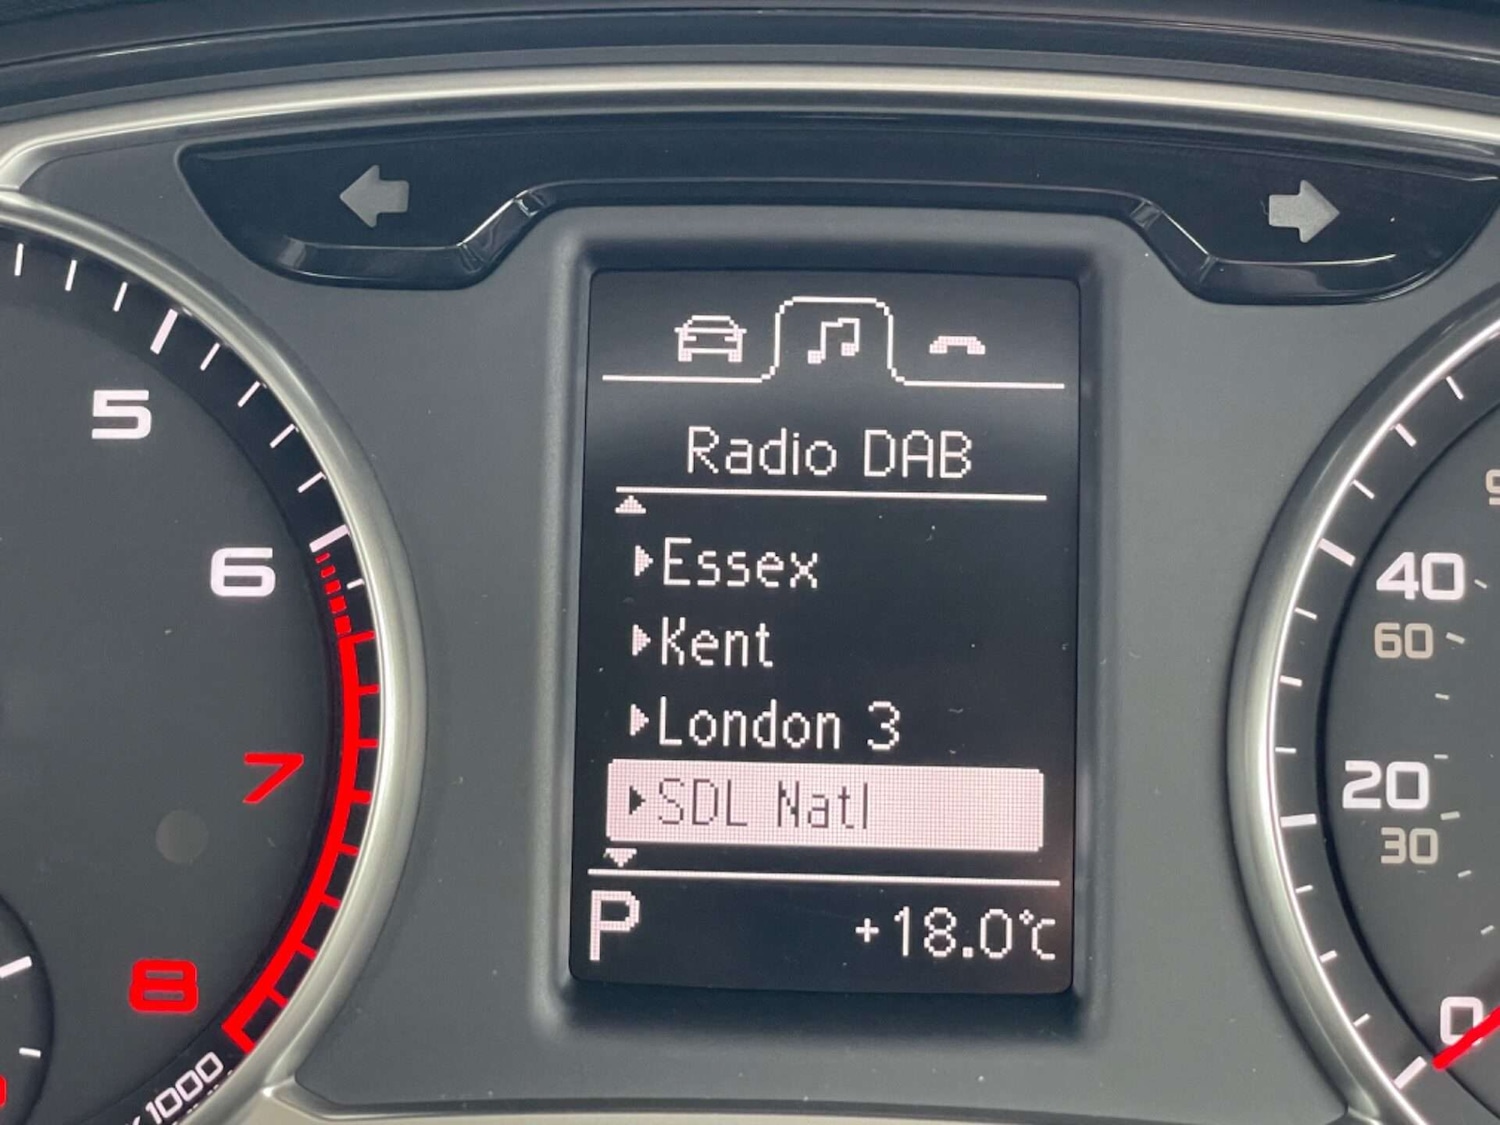 Radio DAB
Essex
Kent
London 3
SDL Natl
P +18.0°C
5
6
7
8
1000
40
60
20
30
0